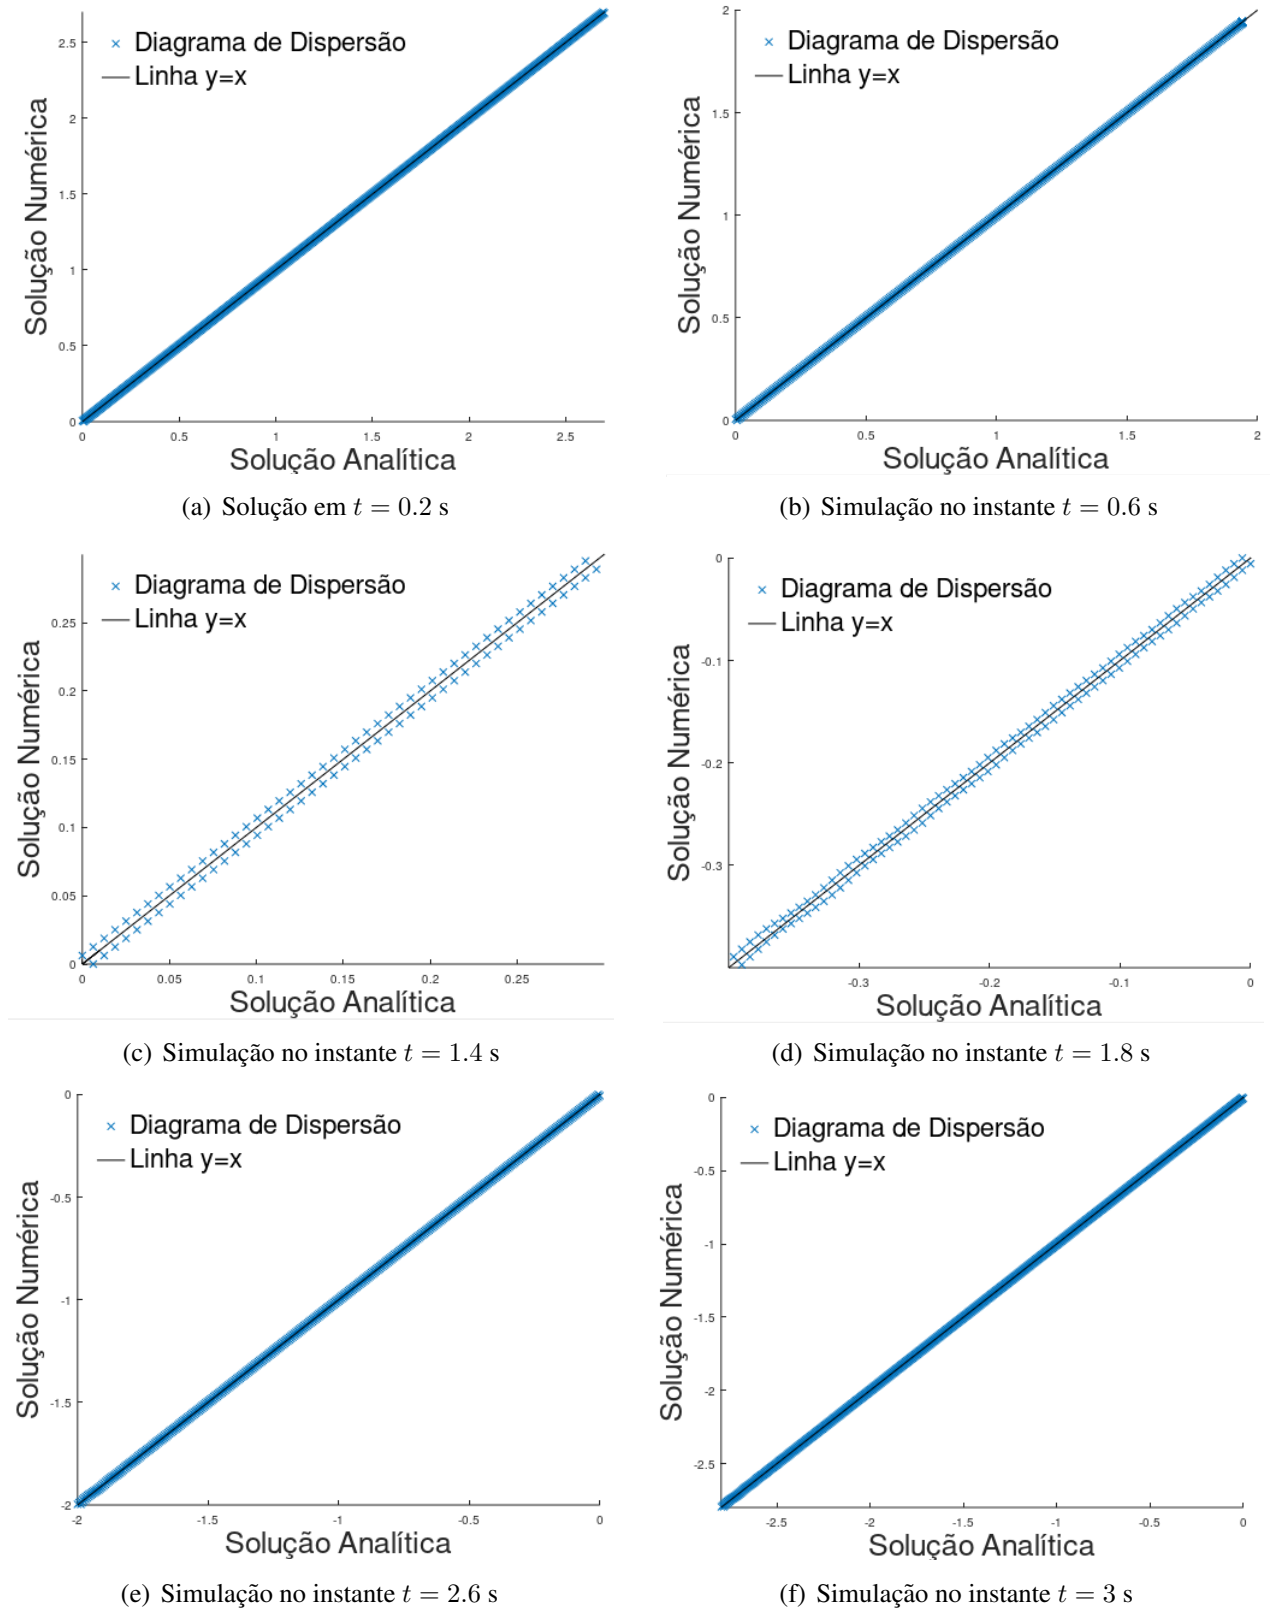 Diagrama de Dispersão
Linha y=x
Solução Numérica
2.5
2
1.5
1
0.5
0
0 0.5 1 1.5 2 2.5
Solução Analítica
(a) Solução em t = 0.2 s
Diagrama de Dispersão
Linha y=x
Solução Numérica
2
1.5
1
0.5
0
0 0.5 1 1.5 2
Solução Analítica
(b) Simulação no instante t = 0.6 s
Diagrama de Dispersão
Linha y=x
Solução Numérica
0.25
0.2
0.15
0.1
0.05
0
0 0.05 0.1 0.15 0.2 0.25
Solução Analítica
(c) Simulação no instante t = 1.4 s
Diagrama de Dispersão
Linha y=x
Solução Numérica
0
-0.1
-0.2
-0.3
-0.3 -0.2 -0.1 0
Solução Analítica
(d) Simulação no instante t = 1.8 s
Diagrama de Dispersão
Linha y=x
Solução Numérica
0
-0.5
-1
-1.5
-2
-2 -1.5 -1 -0.5 0
Solução Analítica
(e) Simulação no instante t = 2.6 s
Diagrama de Dispersão
Linha y=x
Solução Numérica
0
-0.5
-1
-1.5
-2
-2.5
-2.5 -2 -1.5 -1 -0.5 0
Solução Analítica
(f) Simulação no instante t = 3 s